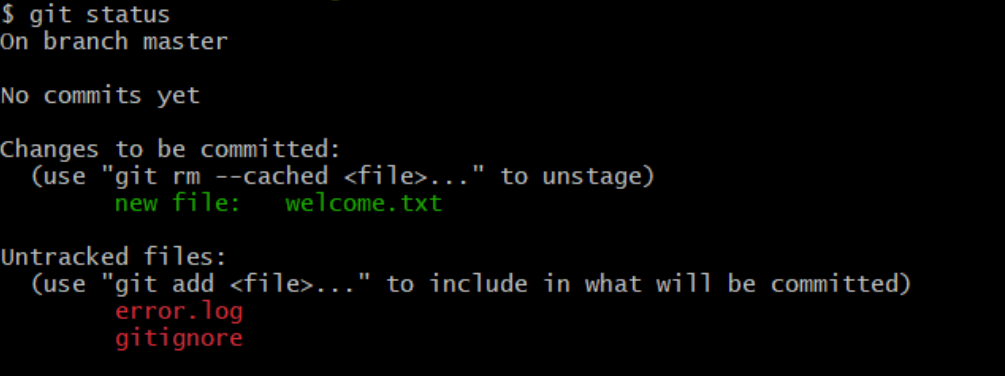 $ git status
On branch master
No commits yet
Changes to be committed:
(use "git rm --cached <file>..." to unstage)
new file: welcome.txt
Untracked files:
(use "git add <file>..." to include in what will be committed)
error.log
gitignore